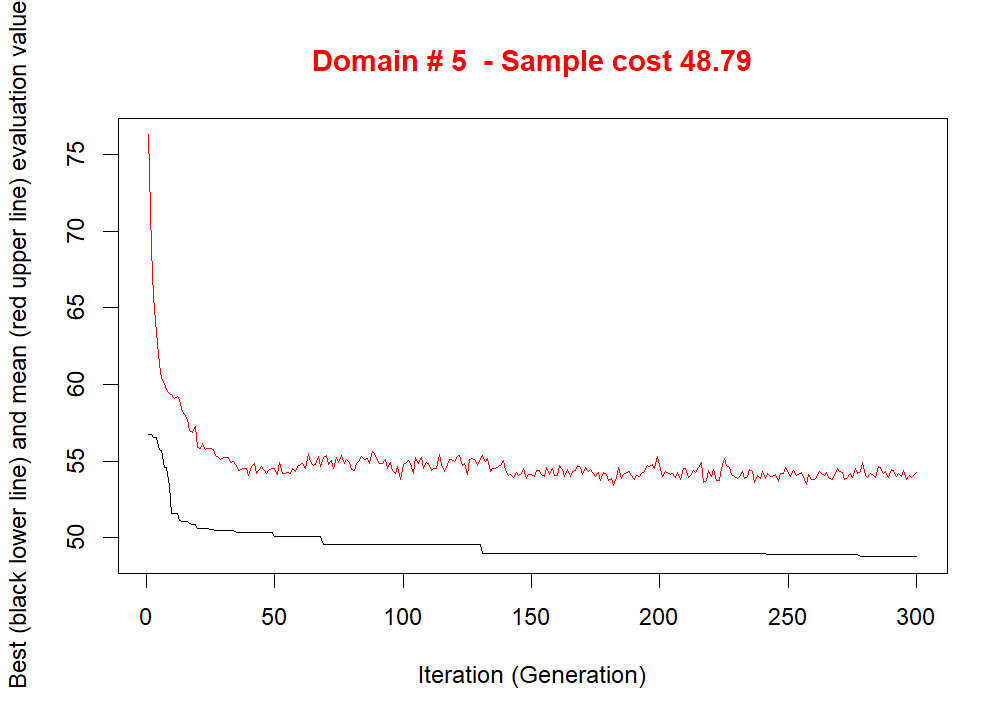 Domain # 5  - Sample cost 48.79
Best (black lower line) and mean (red upper line) evaluation value
75
70
65
60
55
50
0 50 100 150 200 250 300
Iteration (Generation)